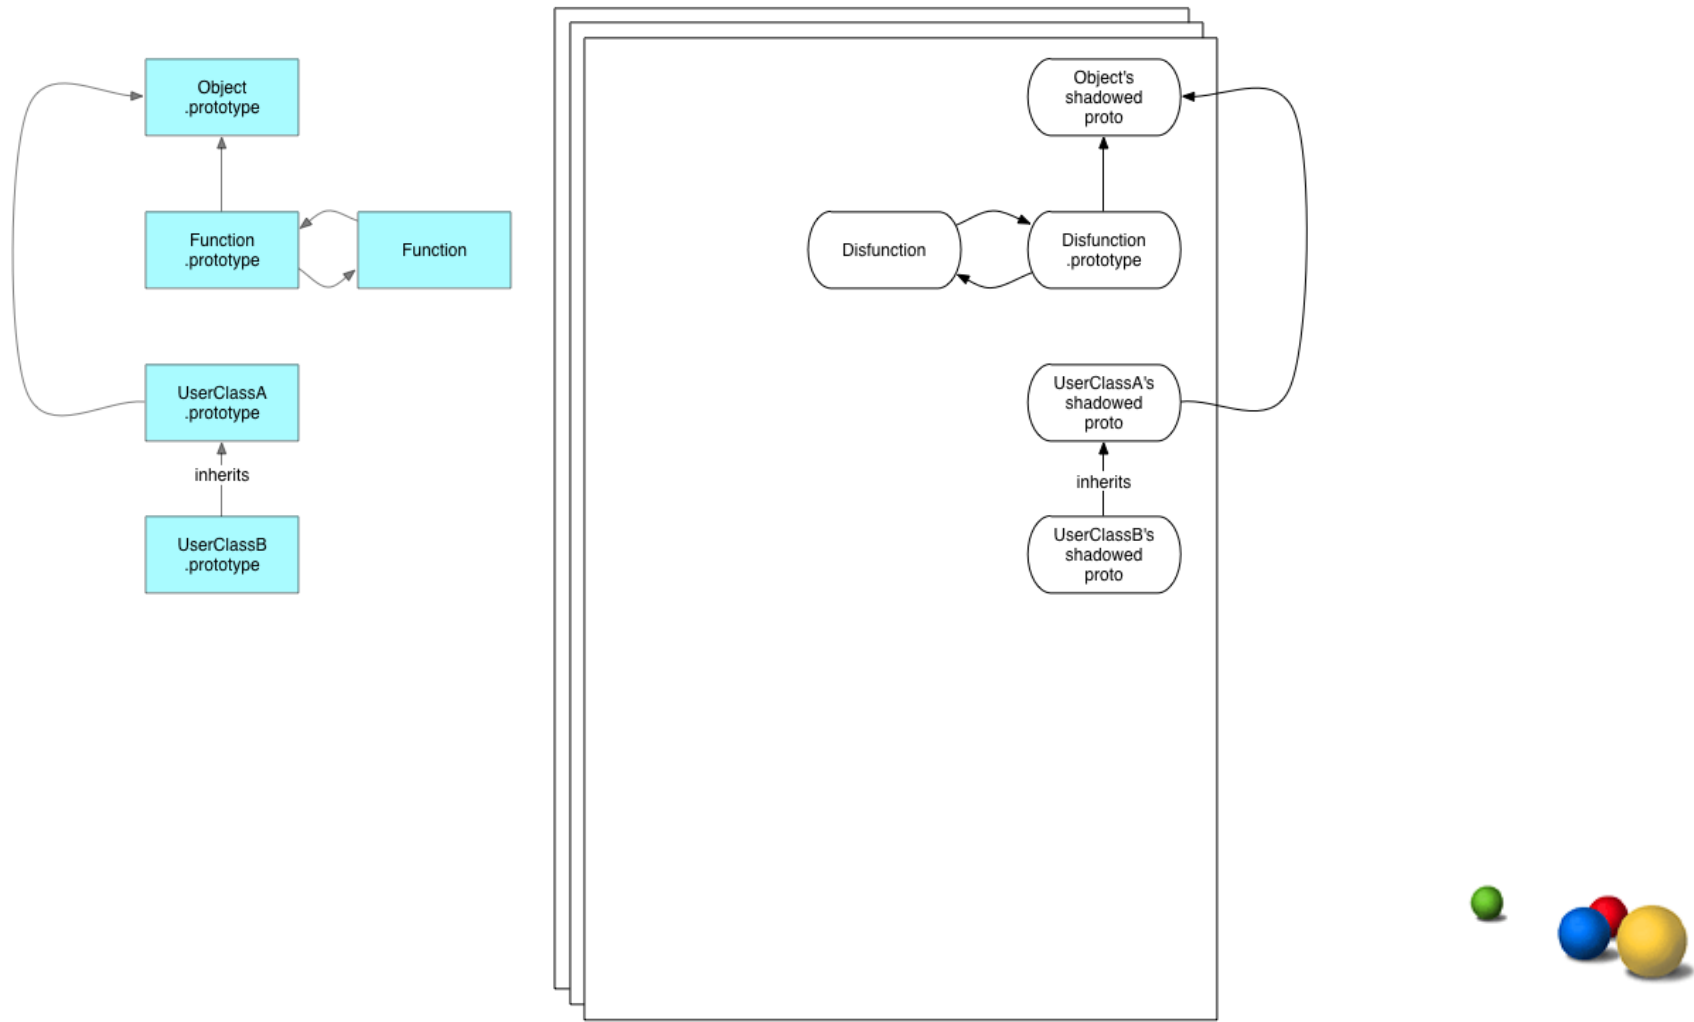 Object
.prototype
Function
.prototype
Function
UserClassA
.prototype
inherits
UserClassB
.prototype
Object's
shadowed
proto
Disfunction
Disfunction
.prototype
UserClassA's
shadowed
proto
inherits
UserClassB's
shadowed
proto